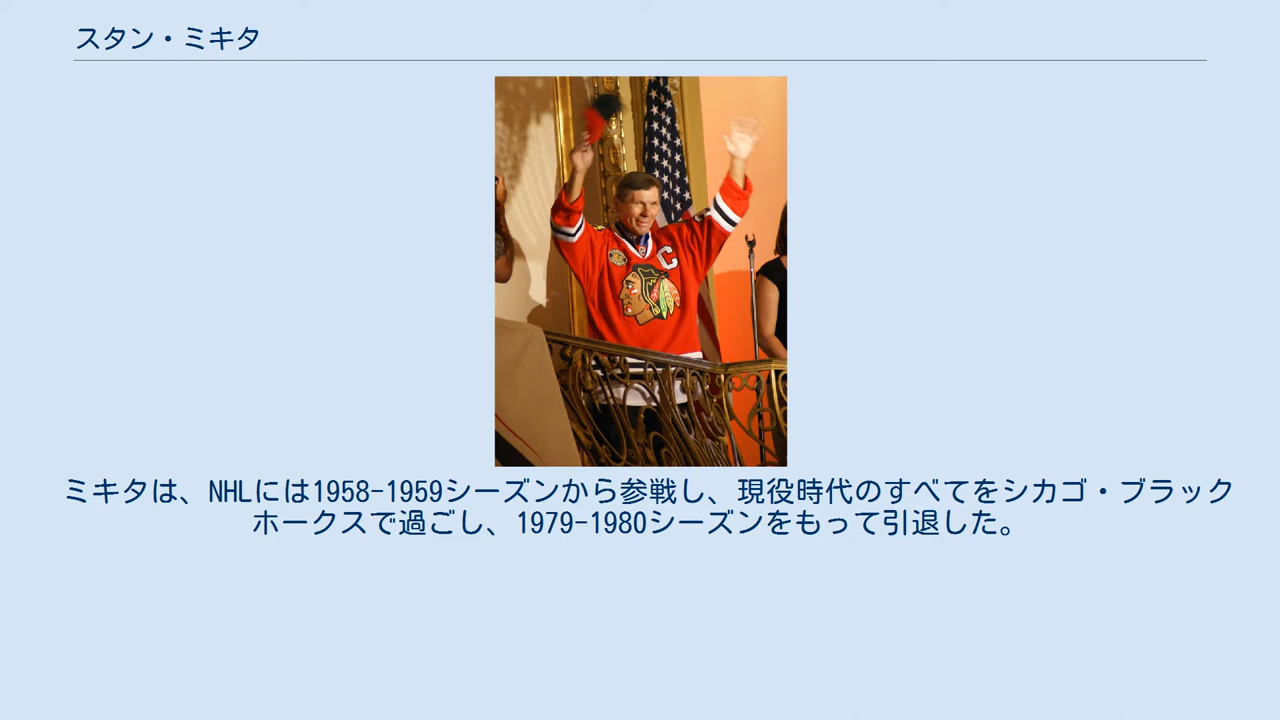 スタン・ミキタ
C
ミキタは、NHLには1958-1959シーズンから参戦し、現役時代のすべてをシカゴ・ブラック
ホークスで過ごし、1979-1980シーズンをもって引退した。